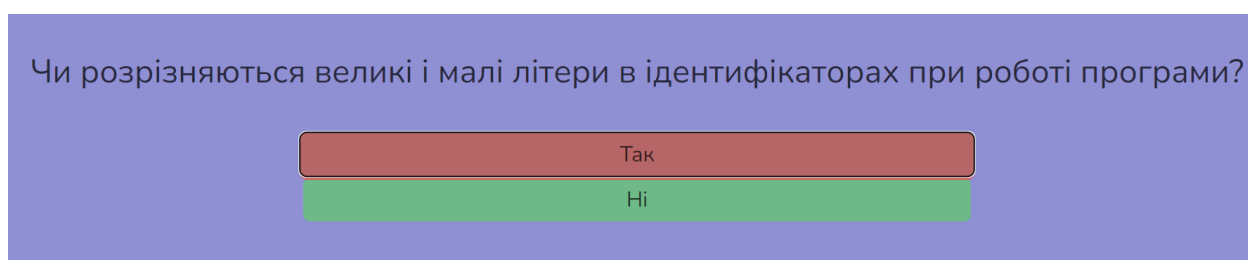 Чи розрізняються великі і малі літери в ідентифікаторах при роботі програми?
Так
Ні